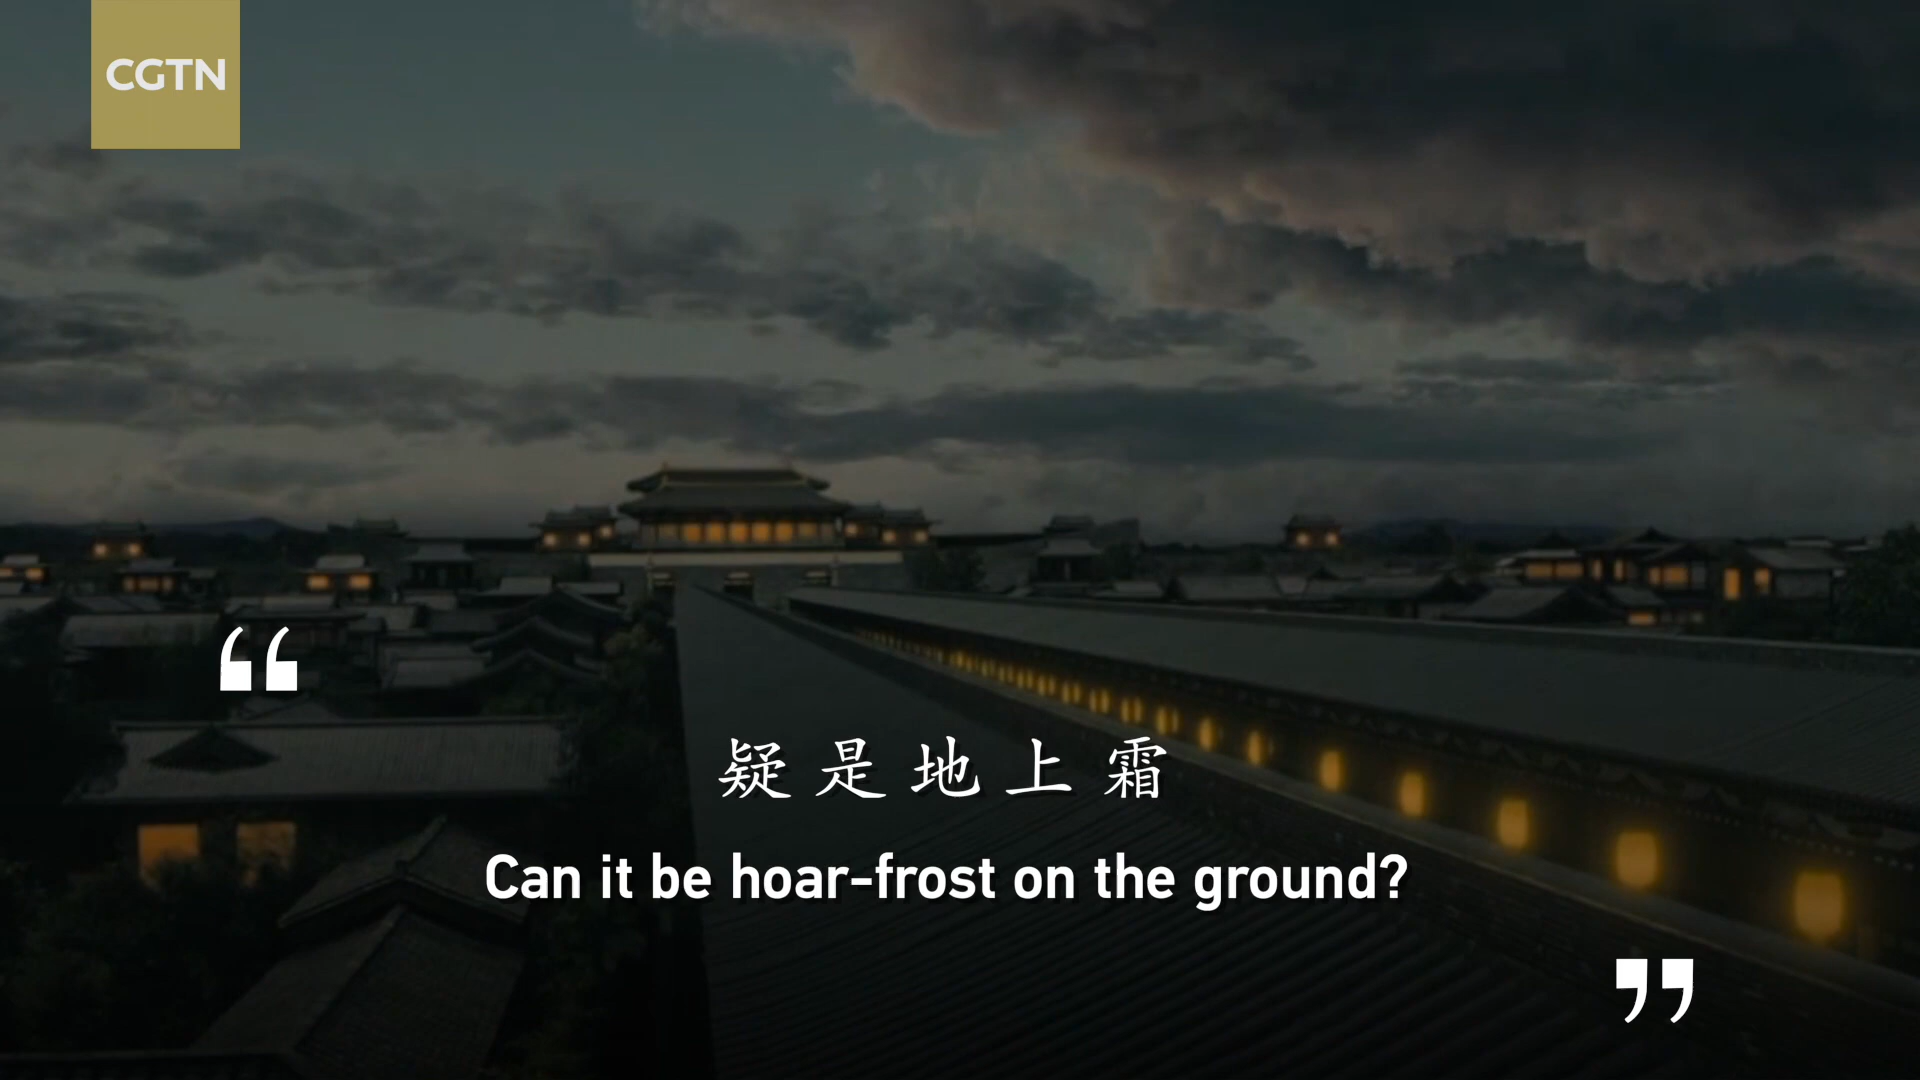 CGTN
“
疑是地上霜
Can it be hoar-frost on the ground?
”